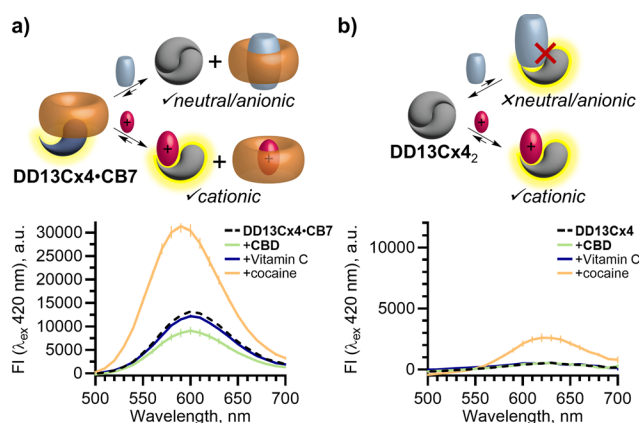 a)
+
✓neutral/anionic
+
+
+
✓cationic
DD13Cx4•CB7
b)
×neutral/anionic
+
+
✓cationic
DD13Cx4₂
FI (λex 420 nm), a.u.
30000
25000
20000
15000
10000
5000
0
DD13Cx4•CB7
+CBD
+Vitamin C
+cocaine
500 550 600 650 700
Wavelength, nm
FI (λex 420 nm), a.u.
10000
5000
0
DD13Cx4
+CBD
+Vitamin C
+cocaine
500 550 600 650 700
Wavelength, nm